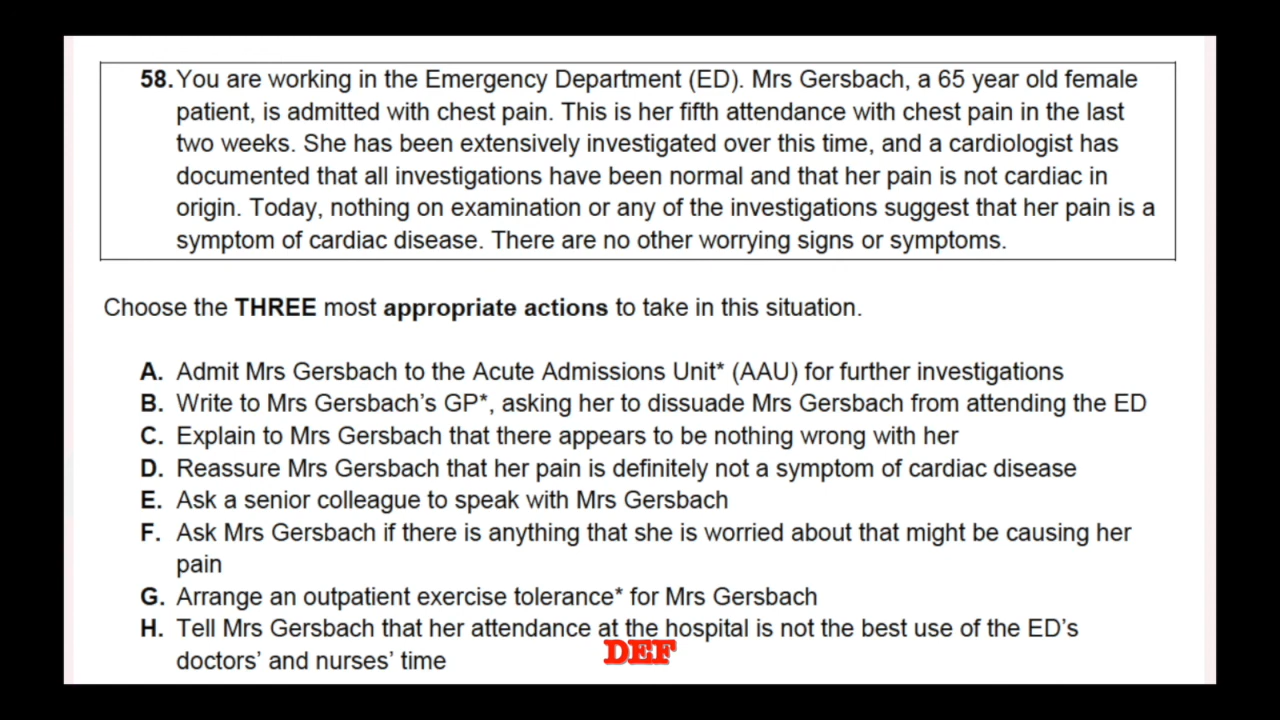 58. You are working in the Emergency Department (ED). Mrs Gersbach, a 65 year old female
patient, is admitted with chest pain. This is her fifth attendance with chest pain in the last
two weeks. She has been extensively investigated over this time, and a cardiologist has
documented that all investigations have been normal and that her pain is not cardiac in
origin. Today, nothing on examination or any of the investigations suggest that her pain is a
symptom of cardiac disease. There are no other worrying signs or symptoms.
Choose the THREE most appropriate actions to take in this situation.
A. Admit Mrs Gersbach to the Acute Admissions Unit* (AAU) for further investigations
B. Write to Mrs Gersbach's GP*, asking her to dissuade Mrs Gersbach from attending the ED
C. Explain to Mrs Gersbach that there appears to be nothing wrong with her
D. Reassure Mrs Gersbach that her pain is definitely not a symptom of cardiac disease
E. Ask a senior colleague to speak with Mrs Gersbach
F. Ask Mrs Gersbach if there is anything that she is worried about that might be causing her
pain
G. Arrange an outpatient exercise tolerance* for Mrs Gersbach
H. Tell Mrs Gersbach that her attendance at the hospital is not the best use of the ED's
doctors' and nurses' time
DEF